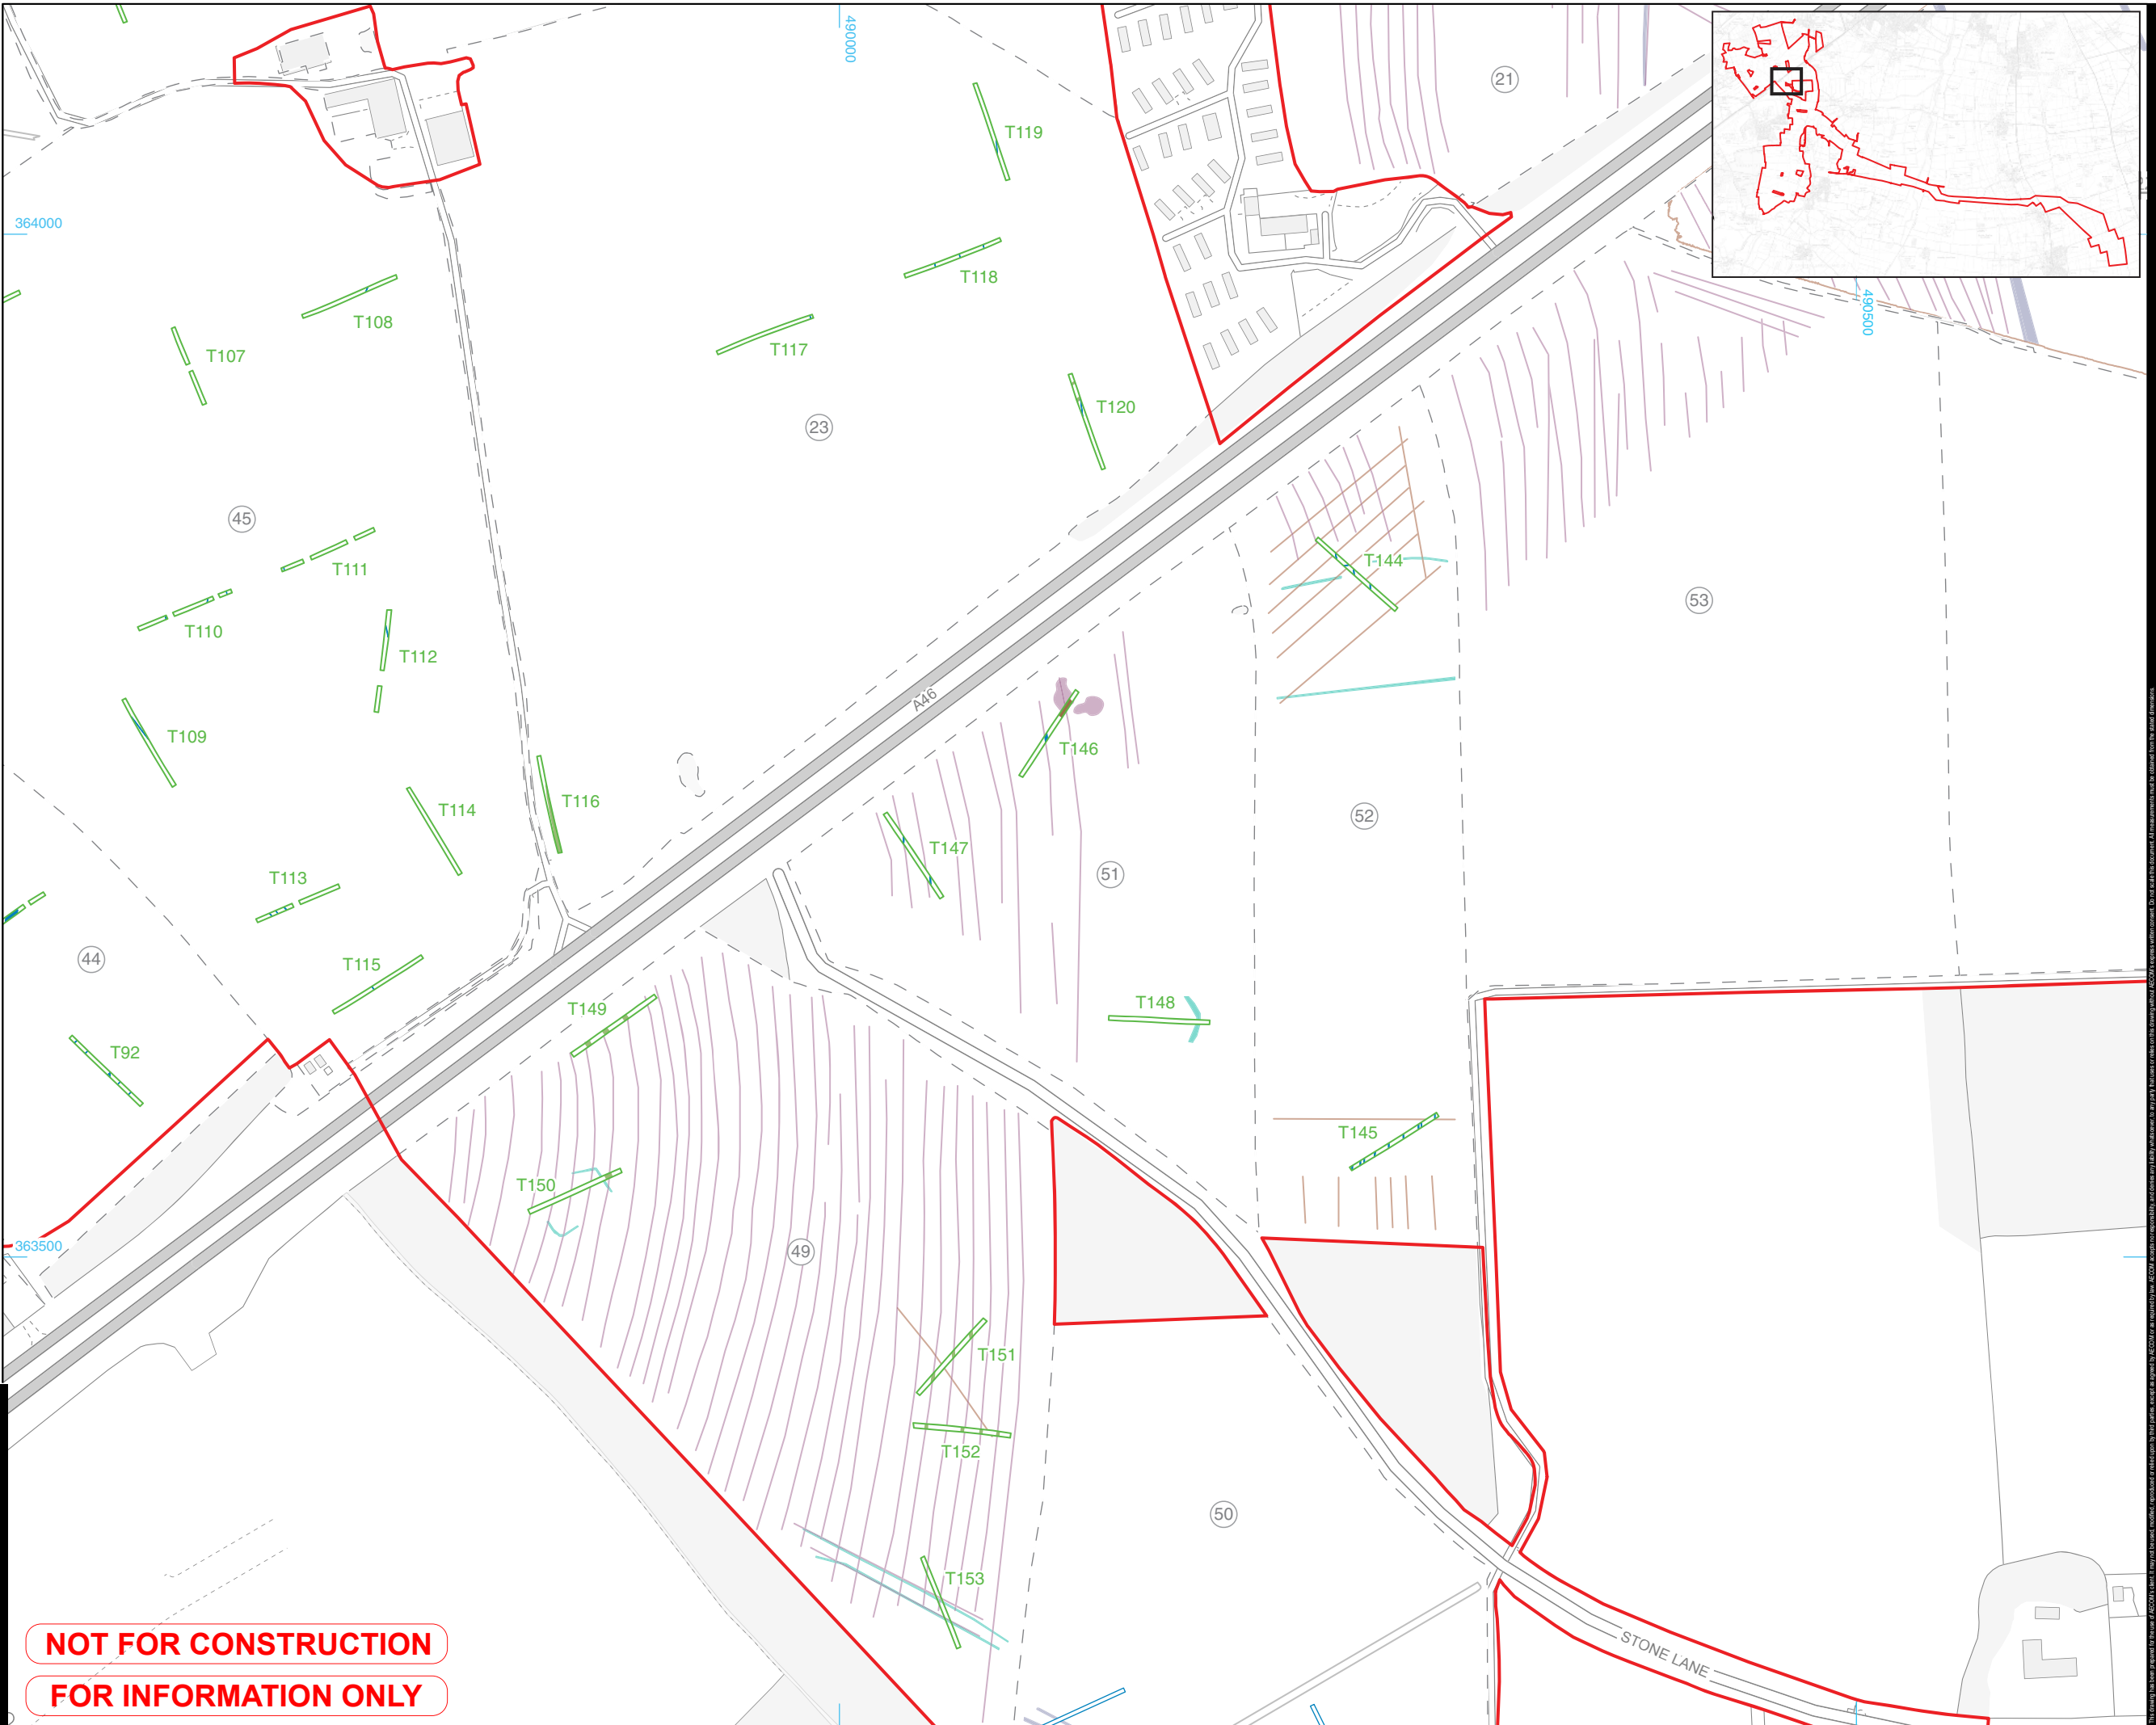 490000
21
T119
364000
T118
490500
T108
T117
T107
T120
23
45
T144
T111
53
T110
T112
A46
T109
T146
T116
T114
52
T147
51
T113
44
T115
T148
T149
T92
T145
T150
363500
49
T151
T152
50
T153
NOT FOR CONSTRUCTION
STONE LANE
FOR INFORMATION ONLY